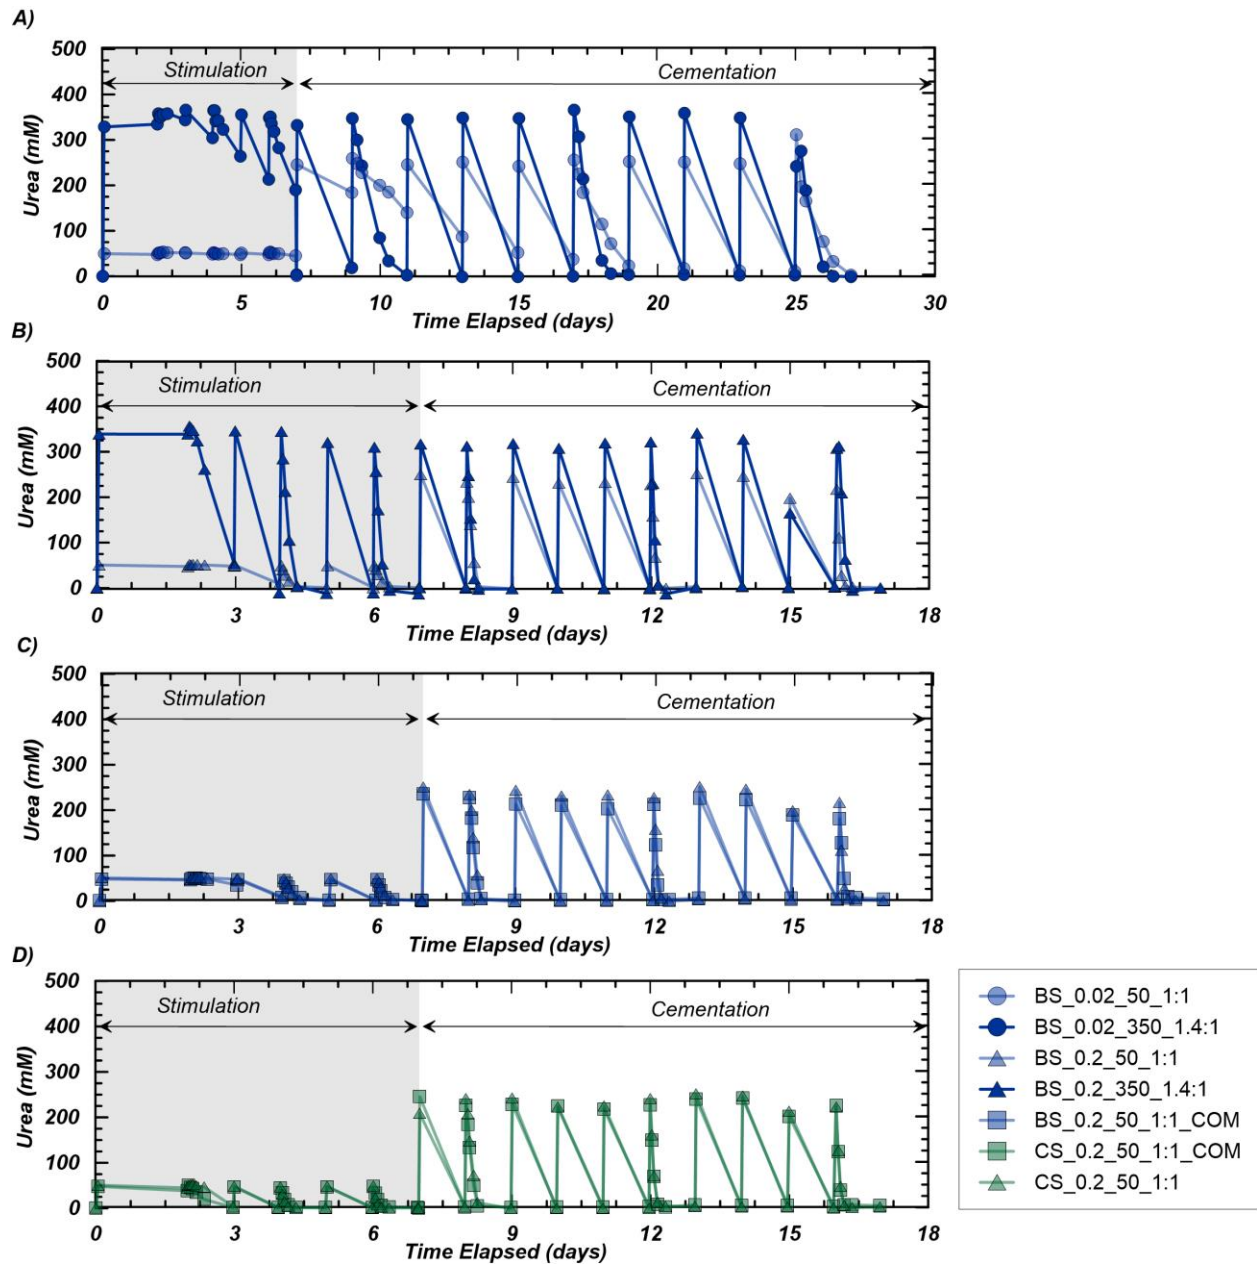 A)
500
400
300
200
100
0
Urea (mM)
Stimulation
Cementation
0 5 10 15 20 25 30
Time Elapsed (days)
B)
500
400
300
200
100
0
Urea (mM)
Stimulation
Cementation
0 3 6 9 12 15 18
Time Elapsed (days)
C)
500
400
300
200
100
0
Urea (mM)
Stimulation
Cementation
0 3 6 9 12 15 18
Time Elapsed (days)
D)
500
400
300
200
100
0
Urea (mM)
Stimulation
Cementation
0 3 6 9 12 15 18
Time Elapsed (days)
BS_0.02_50_1:1
BS_0.02_350_1.4:1
BS_0.2_50_1:1
BS_0.2_350_1.4:1
BS_0.2_50_1:1_COM
CS_0.2_50_1:1_COM
CS_0.2_50_1:1